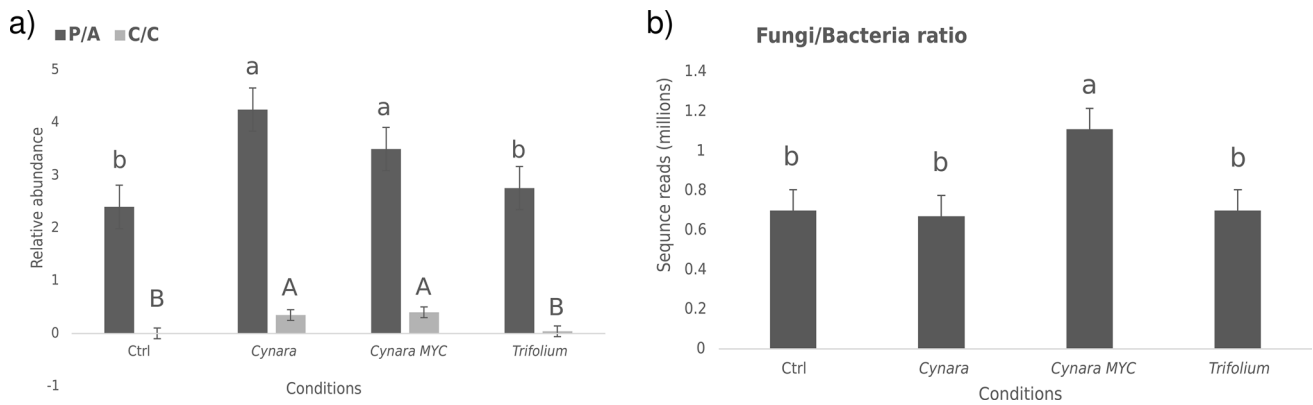 a)
P/A C/C
5
4
3
2
1
0
-1
Relative abundance
b
B
a
A
a
A
b
B
Ctrl Cynara Cynara MYC Trifolium
Conditions
b)
Fungi/Bacteria ratio
1.4
1.2
1
0.8
0.6
0.4
0.2
0
Sequnce reads (millions)
b
b
a
b
Ctrl Cynara Cynara MYC Trifolium
Conditions